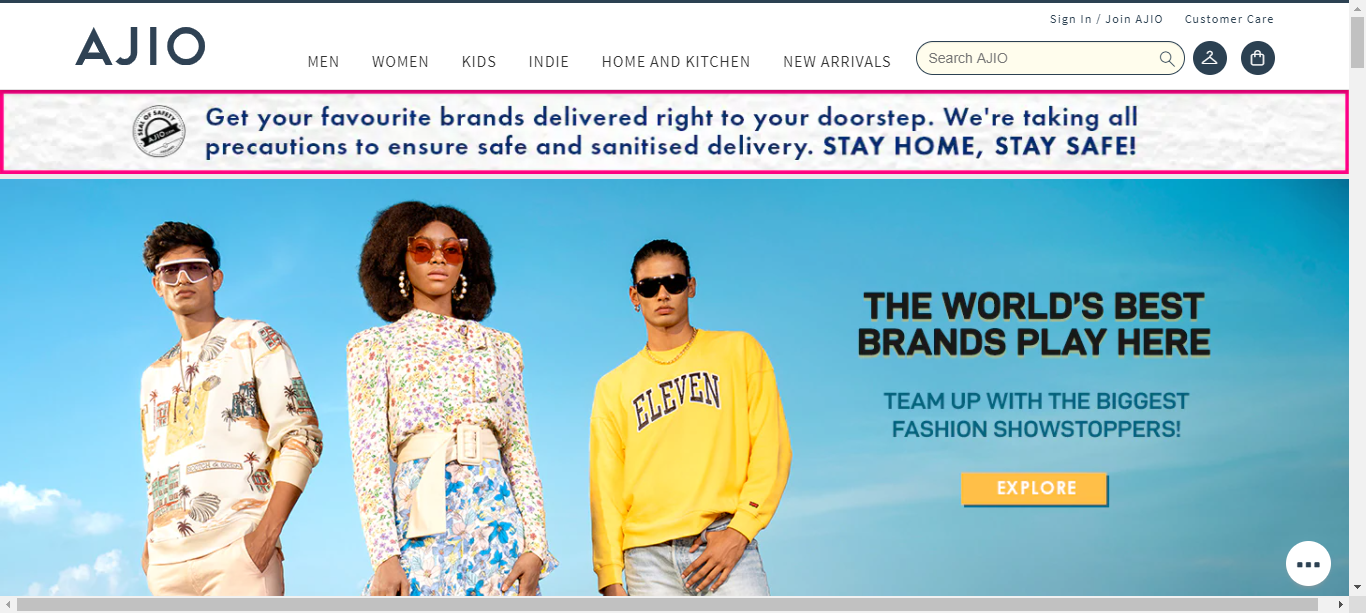 Sign In / Join AJIO Customer Care
AJIO
MEN WOMEN KIDS INDIE HOME AND KITCHEN NEW ARRIVALS Search AJIO
SEAL OF SAFETY
AJIO.com
Get your favourite brands delivered right to your doorstep. We're taking all
precautions to ensure safe and sanitised delivery. STAY HOME, STAY SAFE!
THE WORLD'S BEST
BRANDS PLAY HERE
TEAM UP WITH THE BIGGEST
FASHION SHOWSTOPPERS!
EXPLORE
ELEVEN